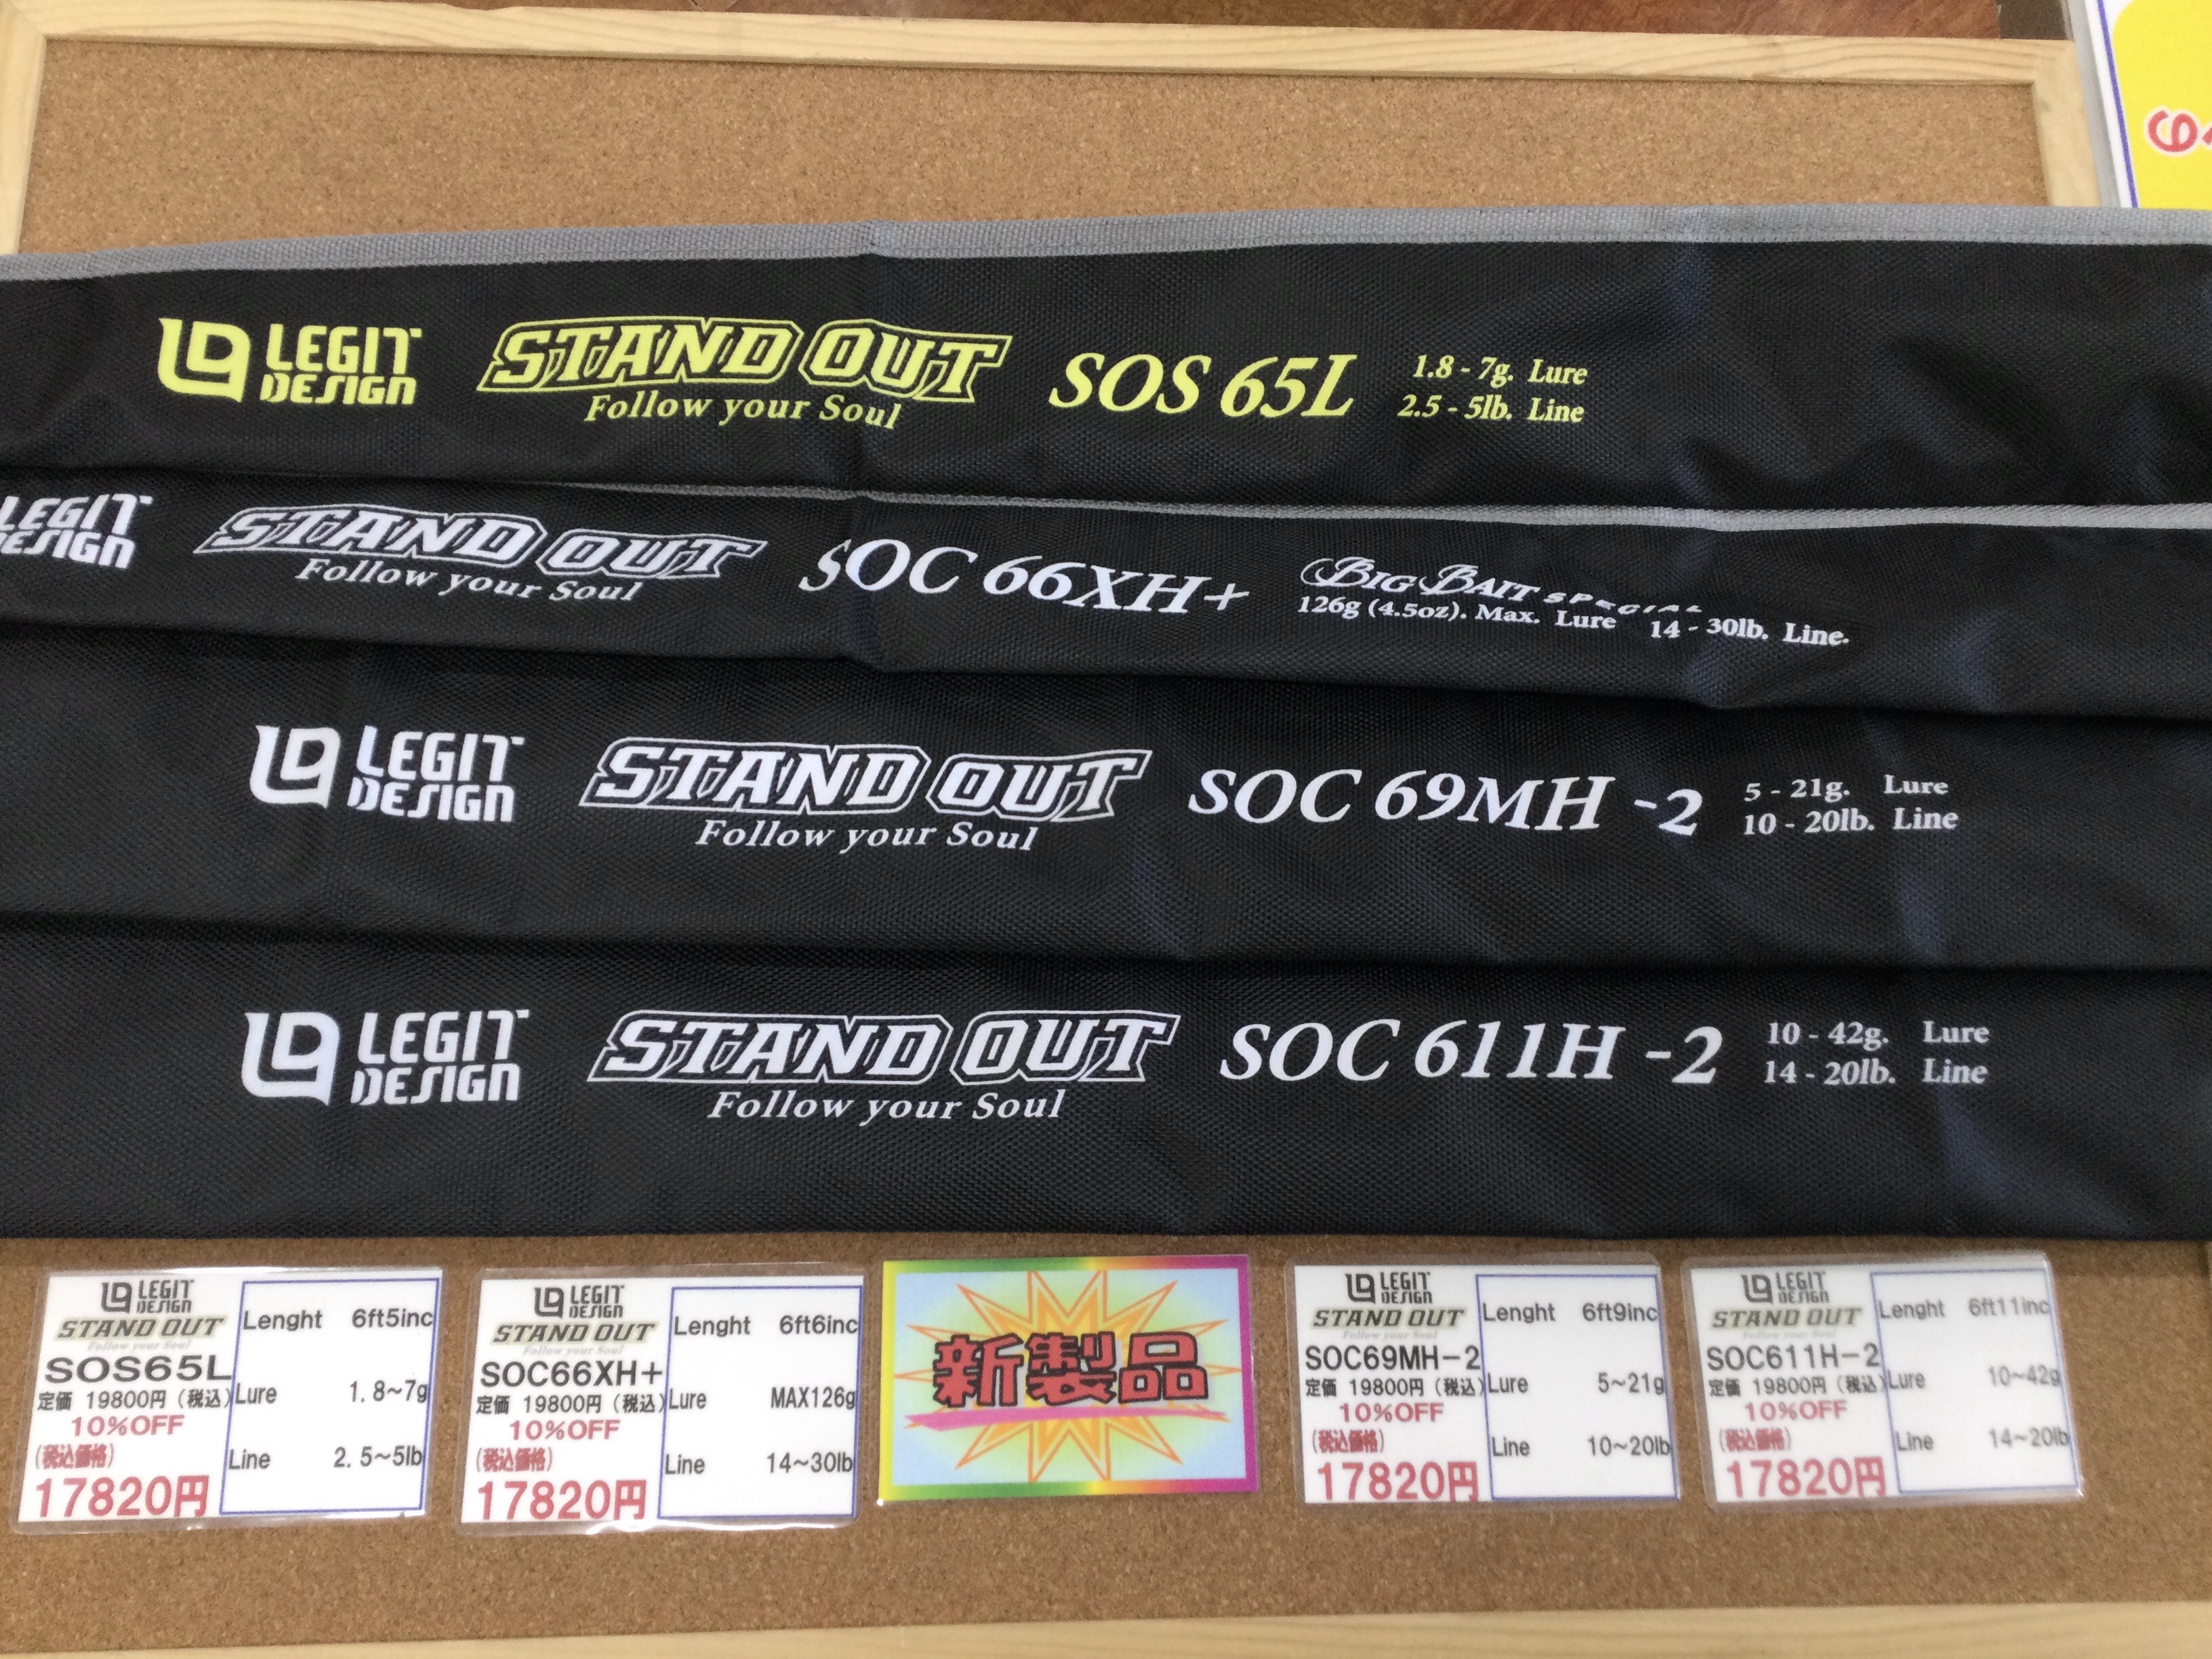 LEGIT DESIGN STAND OUT SOS 65L 1.8 - 7g. Lure
Follow your Soul 2.5 - 5lb. Line
LEGIT DESIGN STAND OUT SOC 66XH+ BIG BAIT SPECIAL
Follow your Soul 126g (4.5oz). Max. Lure 14 - 30lb. Line.
LEGIT DESIGN STAND OUT SOC 69MH -2 5 - 21g. Lure
Follow your Soul 10 - 20lb. Line
LEGIT DESIGN STAND OUT SOC 611H -2 10 - 42g. Lure
Follow your Soul 14 - 20lb. Line
LEGIT DESIGN
STAND OUT
Follow your Soul
SOS65L
定価 19800円(税込)
10%OFF
(税込価格)
17820円
Lenght 6ft5inc
Lure 1.8~7g
Line 2.5~5lb
LEGIT DESIGN
STAND OUT
Follow your Soul
SOC66XH+
定価 19800円(税込)
10%OFF
(税込価格)
17820円
Lenght 6ft6inc
Lure MAX126g
Line 14~30lb
新製品
LEGIT DESIGN
STAND OUT
Follow your Soul
SOC69MH-2
定価 19800円(税込)
10%OFF
(税込価格)
17820円
Lenght 6ft9inc
Lure 5~21g
Line 10~20lb
LEGIT DESIGN
STAND OUT
Follow your Soul
SOC611H-2
定価 19800円(税込)
10%OFF
(税込価格)
17820円
Lenght 6ft11inc
Lure 10~42g
Line 14~20lb